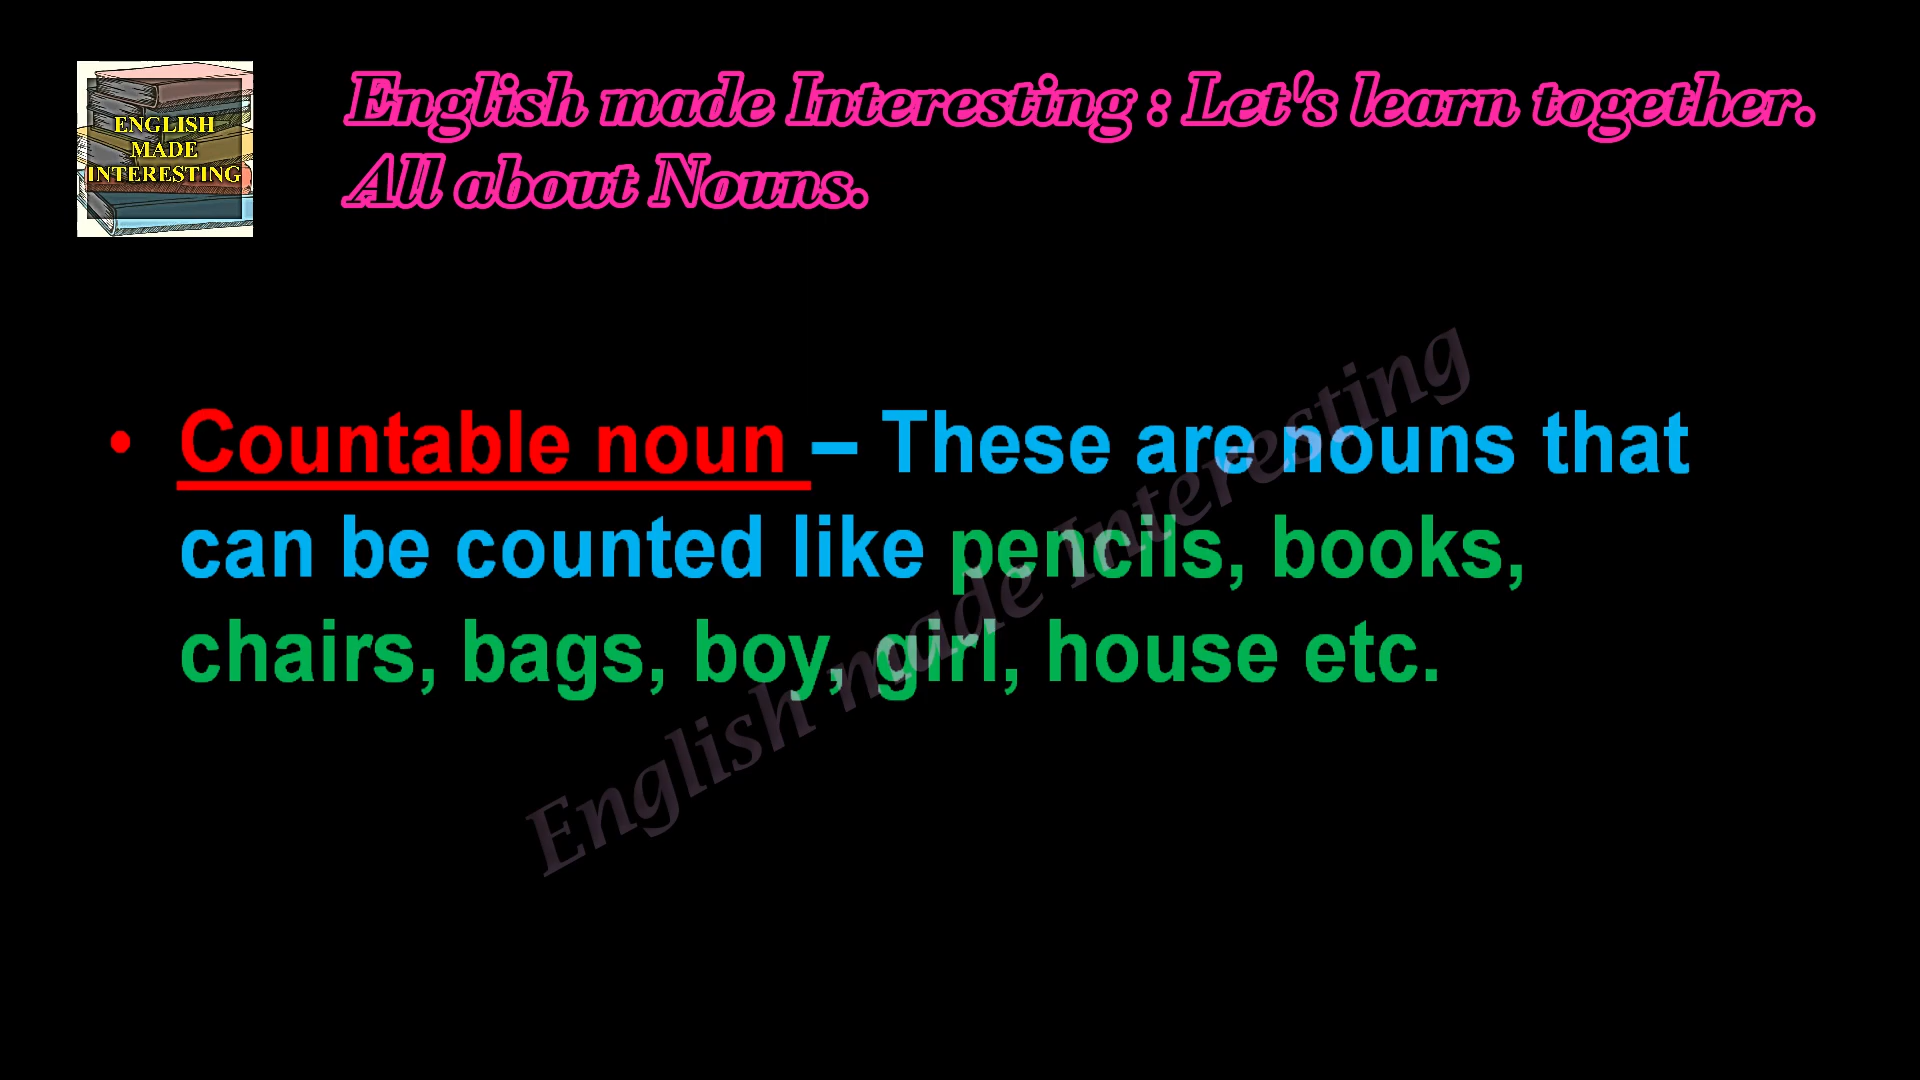 ENGLISH
MADE
INTERESTING
English made Interesting : Let's learn together.
All about Nouns.
• Countable noun – These are nouns that
can be counted like pencils, books,
chairs, bags, boy, girl, house etc.
English made Interesting